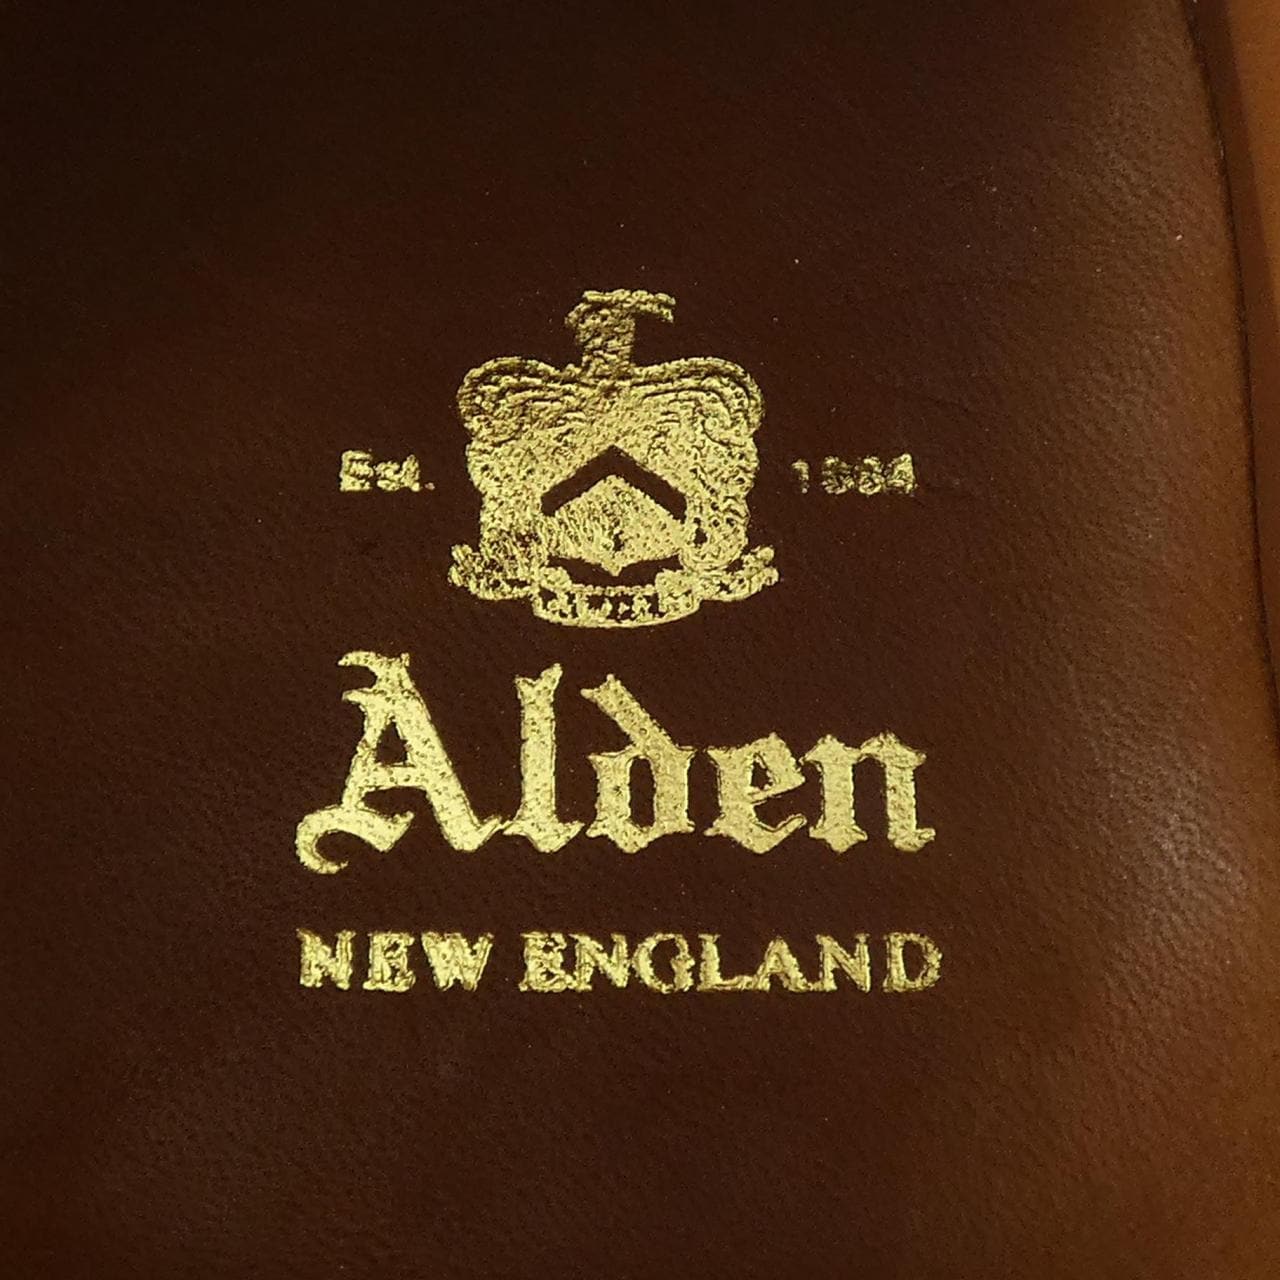 Est. 1884
Alden
NEW ENGLAND